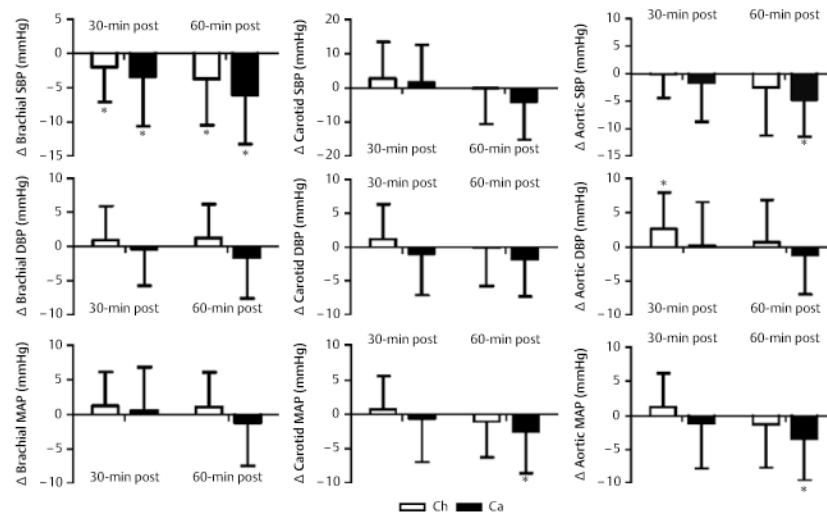 Δ Brachial SBP (mmHg)
30-min post 60-min post
0
−5
−10
−15
* * * *
Δ Carotid SBP (mmHg)
20
10
0
−10
−20
30-min post 60-min post
Δ Aortic SBP (mmHg)
30-min post 60-min post
5
0
−5
−10
−15
*
Δ Brachial DBP (mmHg)
10
5
0
−5
−10
30-min post 60-min post
Δ Carotid DBP (mmHg)
30-min post 60-min post
10
5
0
−5
−10
Δ Aortic DBP (mmHg)
10
5
0
−5
−10
*
30-min post 60-min post
Δ Brachial MAP (mmHg)
10
5
0
−5
−10
30-min post 60-min post
Δ Carotid MAP (mmHg)
30-min post 60-min post
10
5
0
−5
−10
*
Δ Aortic MAP (mmHg)
30-min post 60-min post
10
5
0
−5
−10
*
Ch Ca